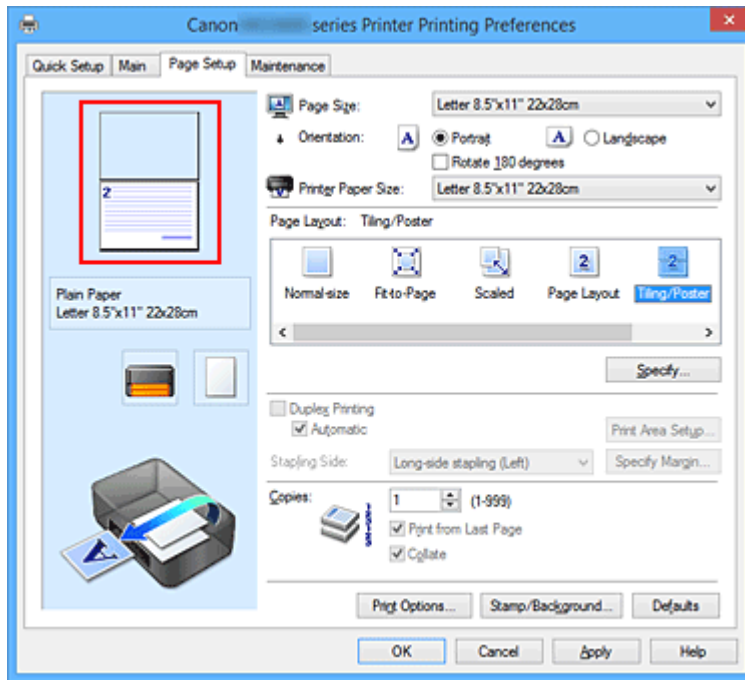 Canon series Printer Printing Preferences
Quick Setup Main Page Setup Maintenance
2
Plain Paper
Letter 8.5"x11" 22x28cm
Page Size: Letter 8.5"x11" 22x28cm
Orientation: A Portrait A Landscape
Rotate 180 degrees
Printer Paper Size: Letter 8.5"x11" 22x28cm
Page Layout: Tiling/Poster
2 2
Normal-size Fit-to-Page Scaled Page Layout Tiling/Poster
Specify...
Duplex Printing
Automatic Print Area Setup...
Stapling Side: Long-side stapling (Left) Specify Margin...
Copies: 1 (1-999)
Print from Last Page
Collate
A
Print Options... Stamp/Background... Defaults
OK Cancel Apply Help